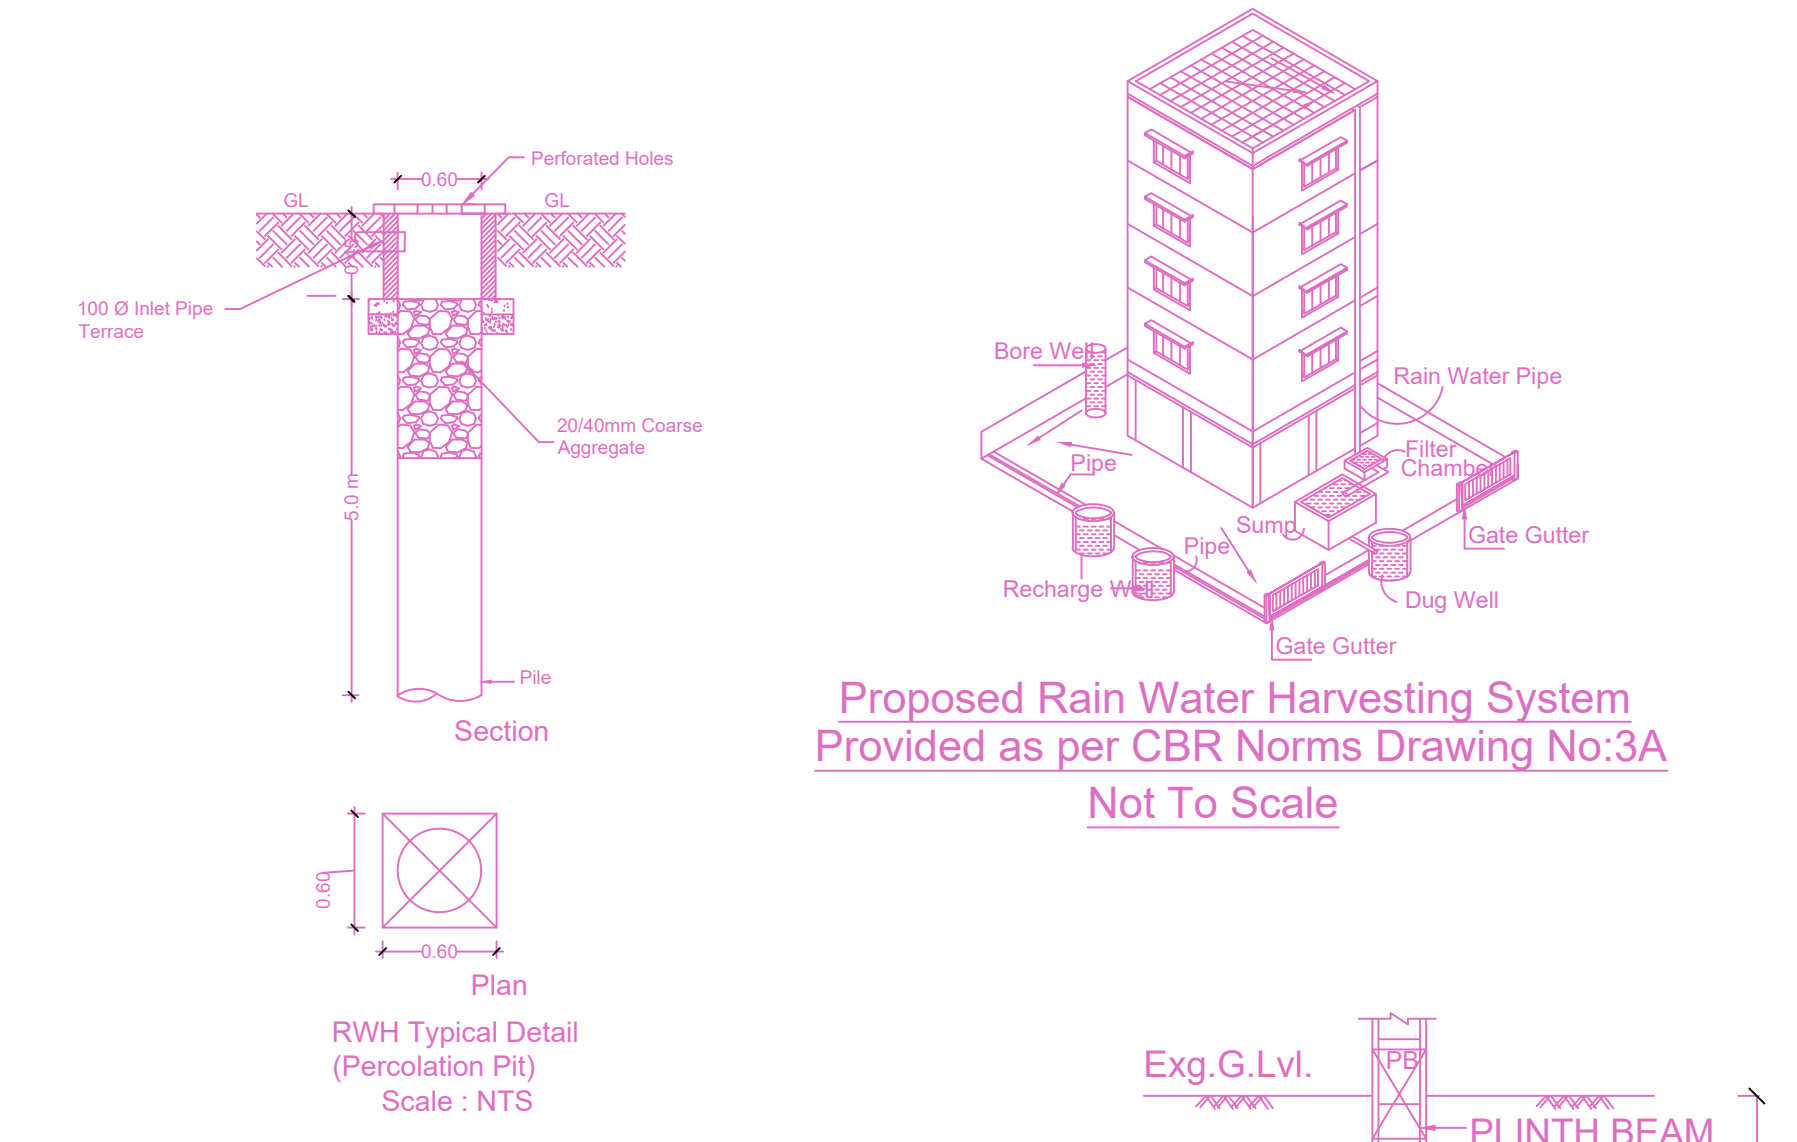 Perforated Holes
0.60
GL
GL
100 Ø Inlet Pipe
Terrace
20/40mm Coarse
Aggregate
5.0 m
Pile
Section
0.60
0.60
Plan
RWH Typical Detail
(Percolation Pit)
Scale : NTS
Bore Well
Rain Water Pipe
Filter
Chamber
Pipe
Sump
Pipe
Gate Gutter
Recharge Well
Dug Well
Gate Gutter
Proposed Rain Water Harvesting System
Provided as per CBR Norms Drawing No:3A
Not To Scale
Exg.G.Lvl.
PB
PLINTH BEAM